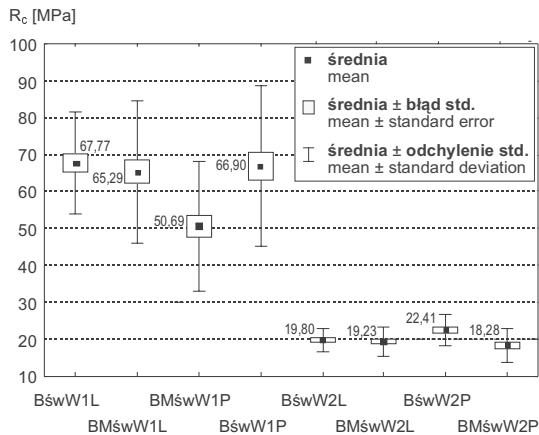 Rc [MPa]
100
90
80
70
60
50
40
30
20
10
średnia
mean
średnia ± błąd std.
mean ± standard error
średnia ± odchylenie std.
mean ± standard deviation
67,77
65,29
50,69
66,90
19,80
19,23
22,41
18,28
BśwW1L
BMśwW1L
BMśwW1P
BśwW1P
BśwW2L
BMśwW2L
BśwW2P
BMśwW2P